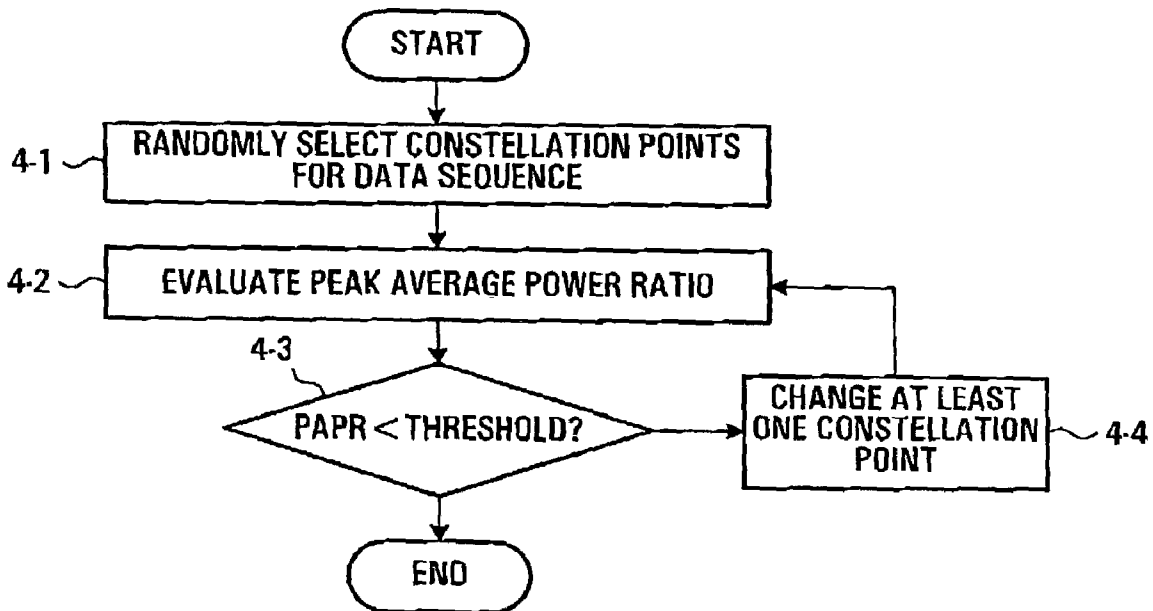 START
4-1
RANDOMLY SELECT CONSTELLATION POINTS
FOR DATA SEQUENCE
4-2
EVALUATE PEAK AVERAGE POWER RATIO
4-3
PAPR < THRESHOLD?
CHANGE AT LEAST
ONE CONSTELLATION
POINT
4-4
END